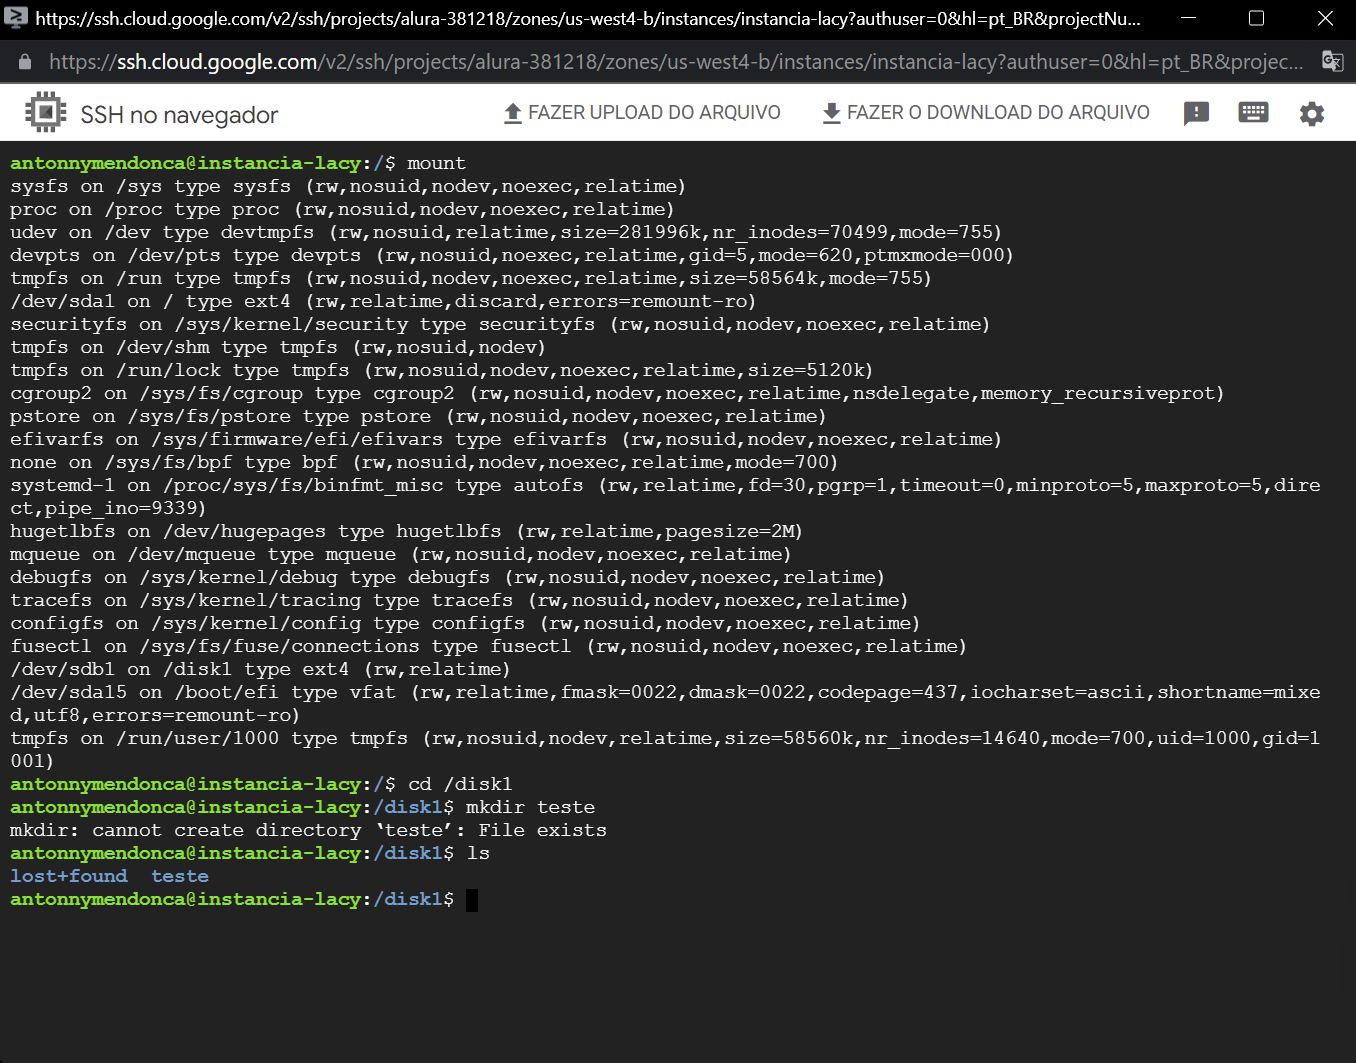 https://ssh.cloud.google.com/v2/ssh/projects/alura-381218/zones/us-west4-b/instances/instancia-lacy?authuser=0&hl=pt_BR&projectNu...
https://ssh.cloud.google.com/v2/ssh/projects/alura-381218/zones/us-west4-b/instances/instancia-lacy?authuser=0&hl=pt_BR&projec...
SSH no navegador FAZER UPLOAD DO ARQUIVO FAZER O DOWNLOAD DO ARQUIVO
antonnymendonca@instancia-lacy:/$ mount
sysfs on /sys type sysfs (rw,nosuid,nodev,noexec,relatime)
proc on /proc type proc (rw,nosuid,nodev,noexec,relatime)
udev on /dev type devtmpfs (rw,nosuid,relatime,size=281996k,nr_inodes=70499,mode=755)
devpts on /dev/pts type devpts (rw,nosuid,noexec,relatime,gid=5,mode=620,ptmxmode=000)
tmpfs on /run type tmpfs (rw,nosuid,nodev,noexec,relatime,size=58564k,mode=755)
/dev/sda1 on / type ext4 (rw,relatime,discard,errors=remount-ro)
securityfs on /sys/kernel/security type securityfs (rw,nosuid,nodev,noexec,relatime)
tmpfs on /dev/shm type tmpfs (rw,nosuid,nodev)
tmpfs on /run/lock type tmpfs (rw,nosuid,nodev,noexec,relatime,size=5120k)
cgroup2 on /sys/fs/cgroup type cgroup2 (rw,nosuid,nodev,noexec,relatime,nsdelegate,memory_recursiveprot)
pstore on /sys/fs/pstore type pstore (rw,nosuid,nodev,noexec,relatime)
efivarfs on /sys/firmware/efi/efivars type efivarfs (rw,nosuid,nodev,noexec,relatime)
none on /sys/fs/bpf type bpf (rw,nosuid,nodev,noexec,relatime,mode=700)
systemd-1 on /proc/sys/fs/binfmt_misc type autofs (rw,relatime,fd=30,pgrp=1,timeout=0,minproto=5,maxproto=5,dire
ct,pipe_ino=9339)
hugetlbfs on /dev/hugepages type hugetlbfs (rw,relatime,pagesize=2M)
mqueue on /dev/mqueue type mqueue (rw,nosuid,nodev,noexec,relatime)
debugfs on /sys/kernel/debug type debugfs (rw,nosuid,nodev,noexec,relatime)
tracefs on /sys/kernel/tracing type tracefs (rw,nosuid,nodev,noexec,relatime)
configfs on /sys/kernel/config type configfs (rw,nosuid,nodev,noexec,relatime)
fusectl on /sys/fs/fuse/connections type fusectl (rw,nosuid,nodev,noexec,relatime)
/dev/sdb1 on /disk1 type ext4 (rw,relatime)
/dev/sda15 on /boot/efi type vfat (rw,relatime,fmask=0022,dmask=0022,codepage=437,iocharset=ascii,shortname=mixe
d,utf8,errors=remount-ro)
tmpfs on /run/user/1000 type tmpfs (rw,nosuid,nodev,relatime,size=58560k,nr_inodes=14640,mode=700,uid=1000,gid=1
001)
antonnymendonca@instancia-lacy:/$ cd /disk1
antonnymendonca@instancia-lacy:/disk1$ mkdir teste
mkdir: cannot create directory ‘teste’: File exists
antonnymendonca@instancia-lacy:/disk1$ ls
lost+found  teste
antonnymendonca@instancia-lacy:/disk1$